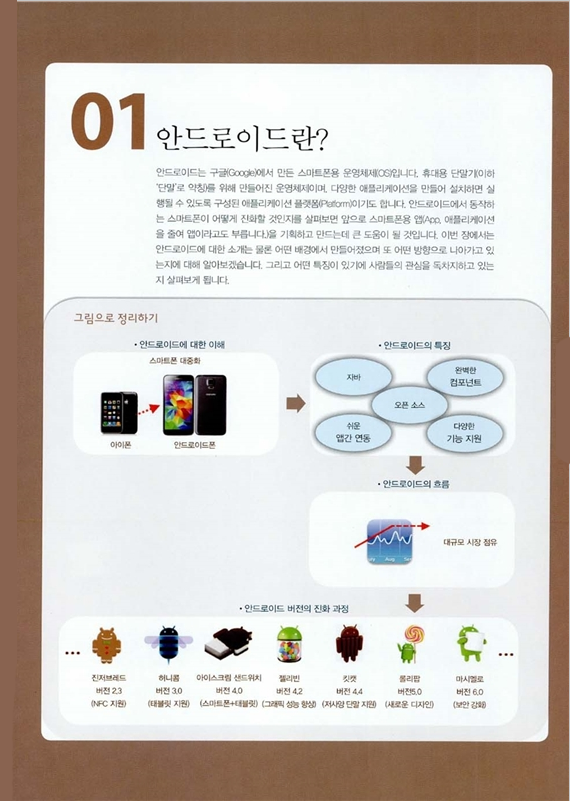 01 안드로이드란?
안드로이드는 구글(Google)에서 만든 스마트폰용 운영체제(OS)입니다. 휴대용 단말기(이하
'단말'로 약칭)를 위해 만들어진 운영체제이며, 다양한 애플리케이션을 만들어 설치하면 실
행될 수 있도록 구성된 애플리케이션 플랫폼(Platform)이기도 합니다. 안드로이드에서 동작하
는 스마트폰이 어떻게 진화할 것인지를 살펴보면 앞으로 스마트폰용 앱(App, 애플리케이션
을 줄여 앱이라고도 부릅니다.)을 기획하고 만드는데 큰 도움이 될 것입니다. 이번 장에서는
안드로이드에 대한 소개는 물론 어떤 배경에서 만들어졌으며 또 어떤 방향으로 나아가고 있
는지에 대해 알아보겠습니다. 그리고 어떤 특징이 있기에 사람들의 관심을 독차지하고 있는
지 살펴보게 됩니다.
그림으로 정리하기
• 안드로이드에 대한 이해
스마트폰 대중화
아이폰
안드로이드폰
• 안드로이드의 특징
자바
완벽한
컴포넌트
오픈 소스
쉬운
앱간 연동
다양한
기능 지원
• 안드로이드의 흐름
대규모 시장 점유
• 안드로이드 버전의 진화 과정
진저브레드
버전 2.3
(NFC 지원)
허니콤
버전 3.0
(태블릿 지원)
아이스크림 샌드위치
버전 4.0
(스마트폰+태블릿)
젤리빈
버전 4.2
(그래픽 성능 향상)
킷캣
버전 4.4
(저사양 단말 지원)
롤리팝
버전5.0
(새로운 디자인)
마시멜로
버전 6.0
(보안 강화)